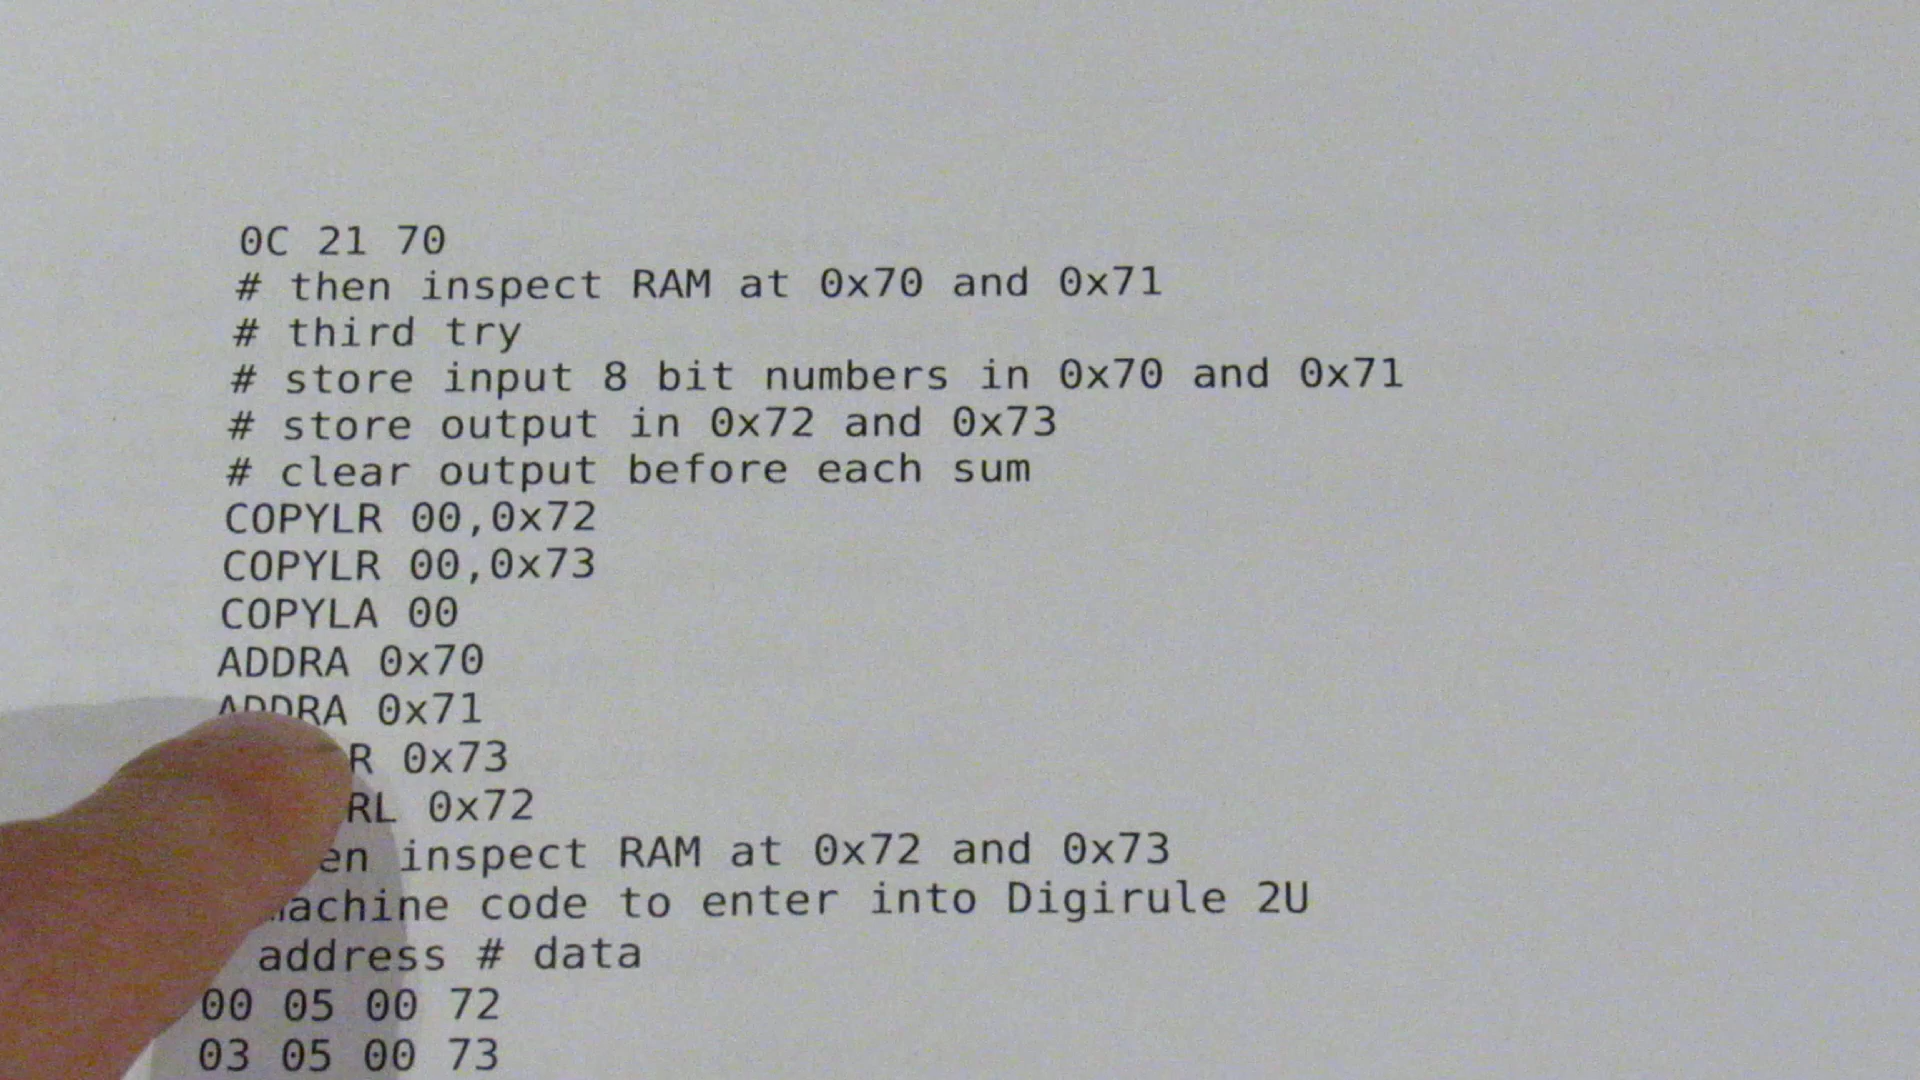 0C 21 70
# then inspect RAM at 0x70 and 0x71
# third try
# store input 8 bit numbers in 0x70 and 0x71
# store output in 0x72 and 0x73
# clear output before each sum
COPYLR 00,0x72
COPYLR 00,0x73
COPYLA 00
ADDRA 0x70
ADDRA 0x71
R 0x73
RL 0x72
en inspect RAM at 0x72 and 0x73
machine code to enter into Digirule 2U
address # data
00 05 00 72
03 05 00 73